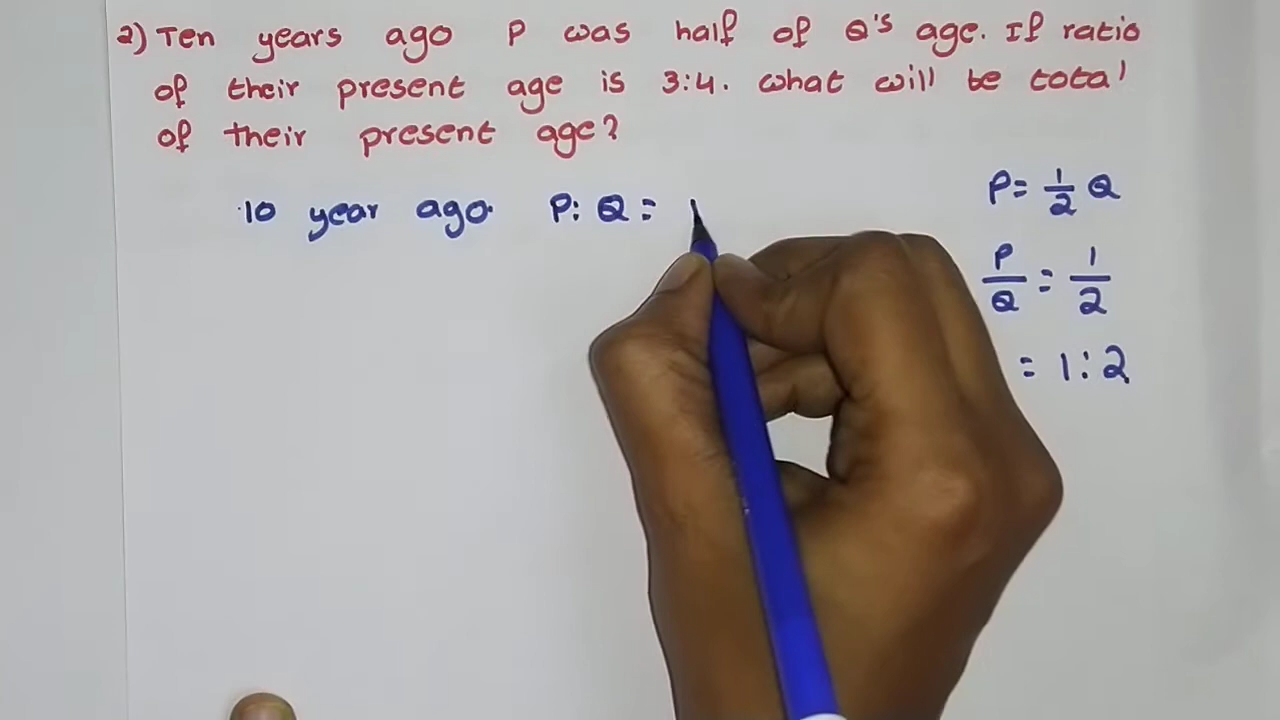 2) Ten years ago P was half of Q's age. If ratio
of their present age is 3:4. what will be total
of their present age?
10 year ago P: Q =
P = 1/2 Q
P/Q = 1/2
= 1:2